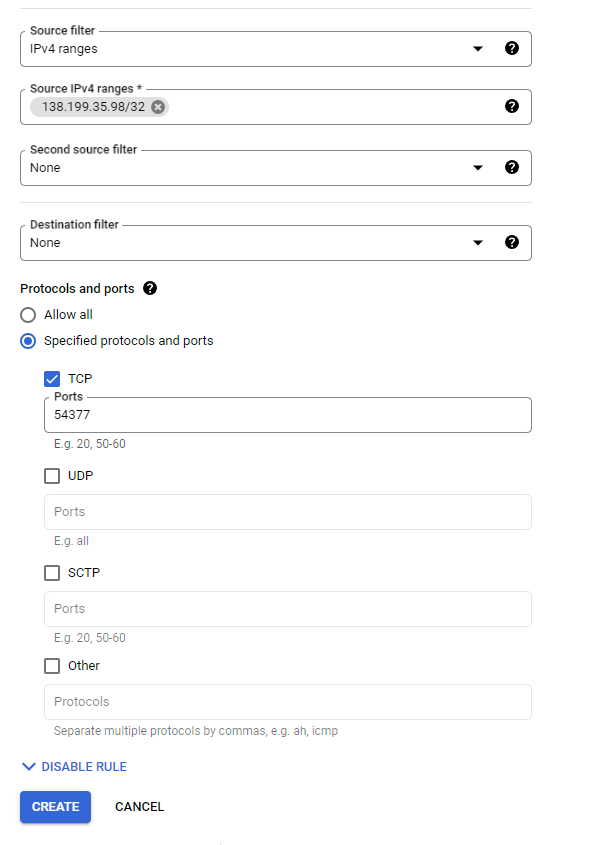 Source filter
IPv4 ranges
Source IPv4 ranges *
138.199.35.98/32
Second source filter
None
Destination filter
None
Protocols and ports
Allow all
Specified protocols and ports
TCP
Ports
54377
E.g. 20, 50-60
UDP
Ports
E.g. all
SCTP
Ports
E.g. 20, 50-60
Other
Protocols
Separate multiple protocols by commas, e.g. ah, icmp
DISABLE RULE
CREATE CANCEL